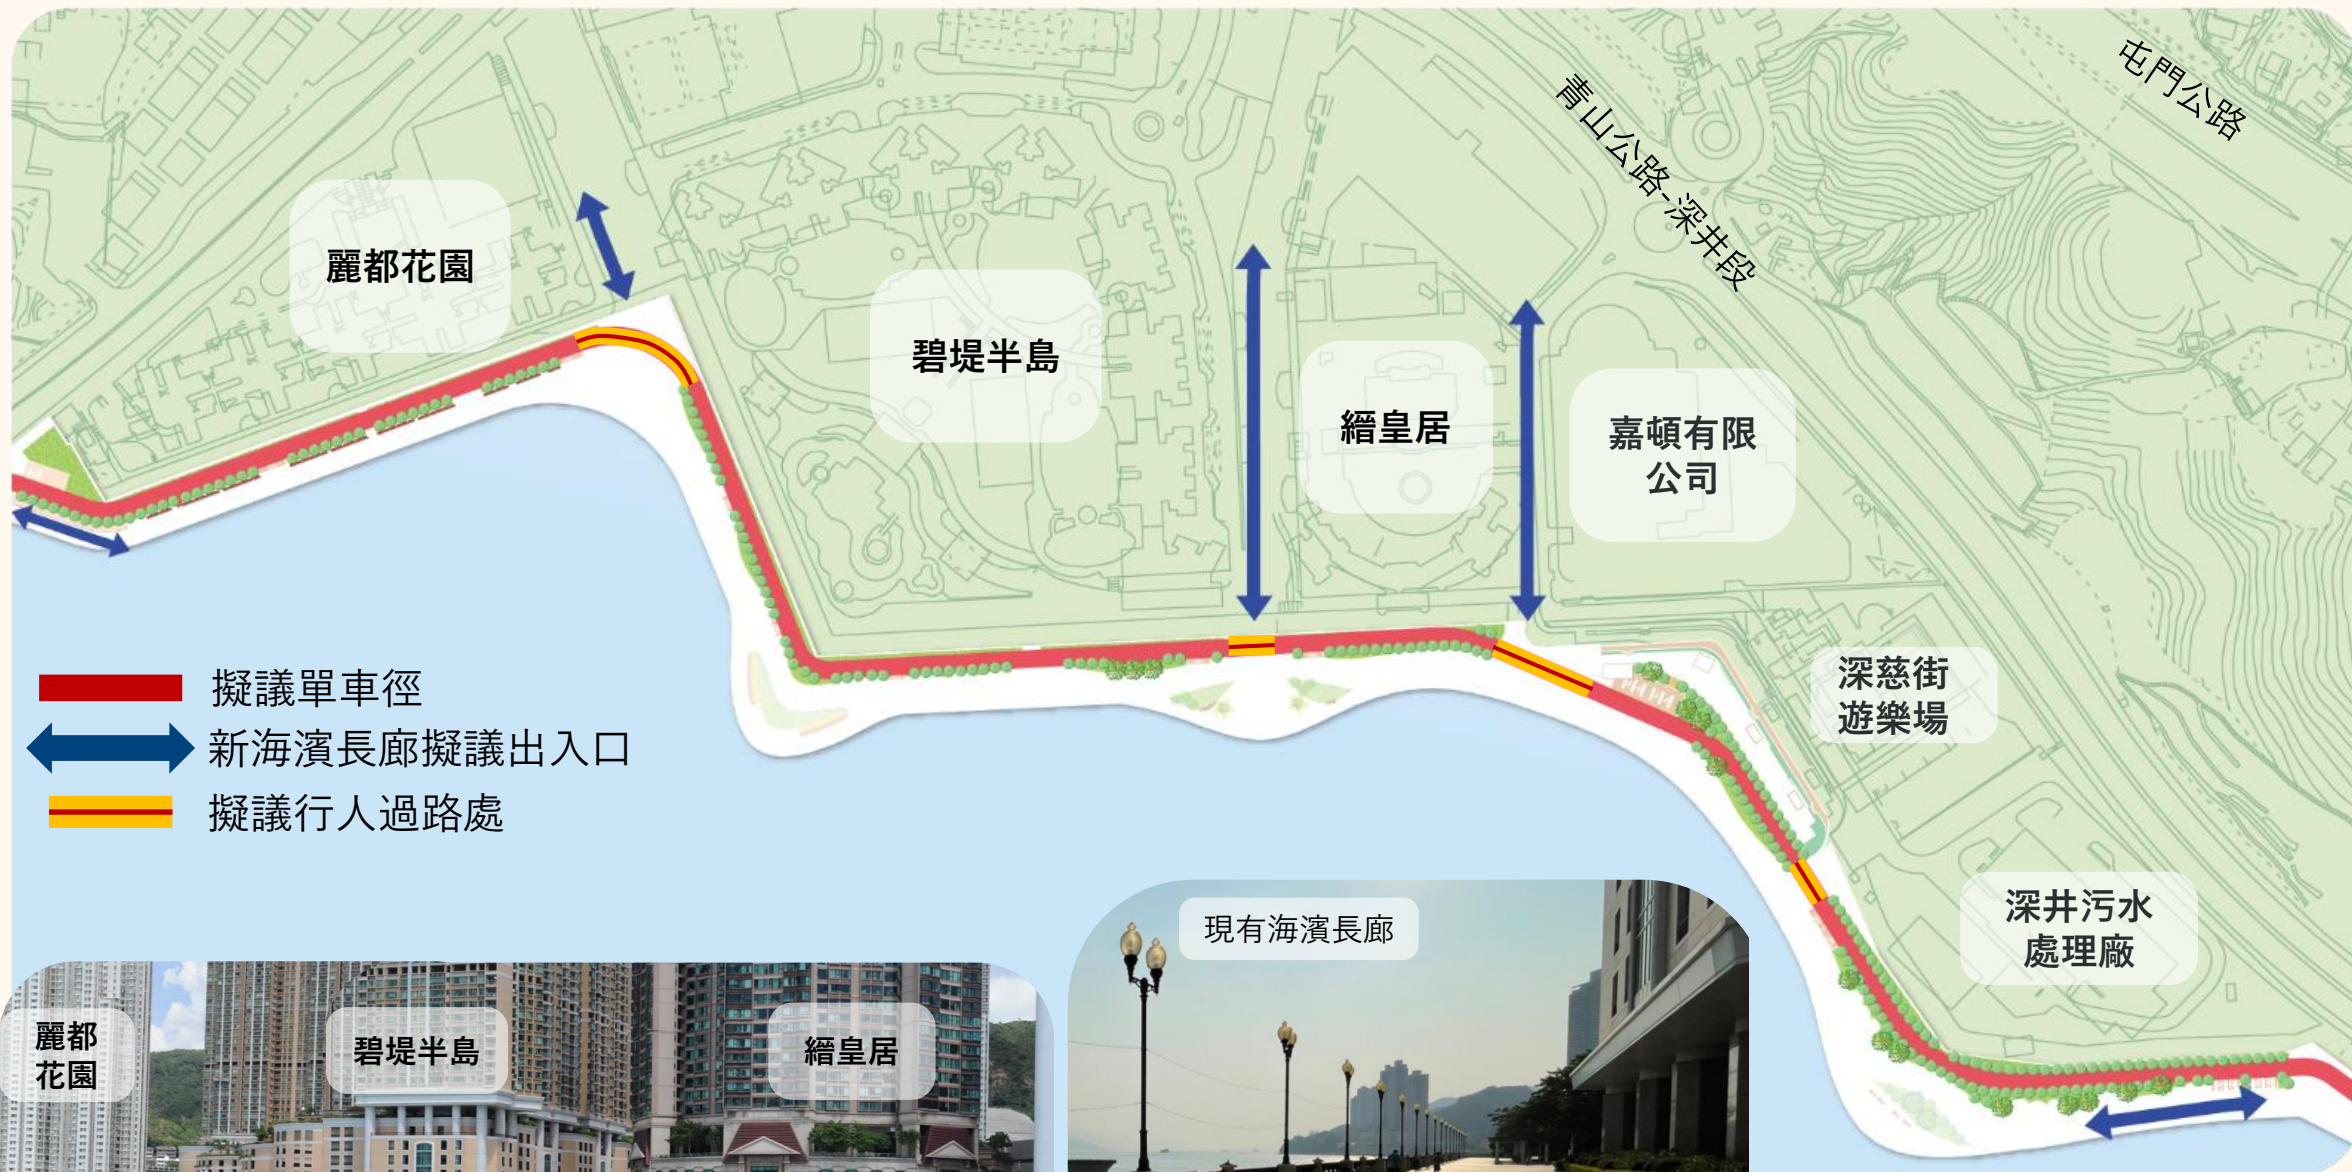 屯門公路
青山公路-深井段
麗都花園
碧堤半島
縉皇居
嘉頓有限
公司
深慈街
遊樂場
深井污水
處理廠
擬議單車徑
新海濱長廊擬議出入口
擬議行人過路處
現有海濱長廊
麗都
花園
碧堤半島
縉皇居